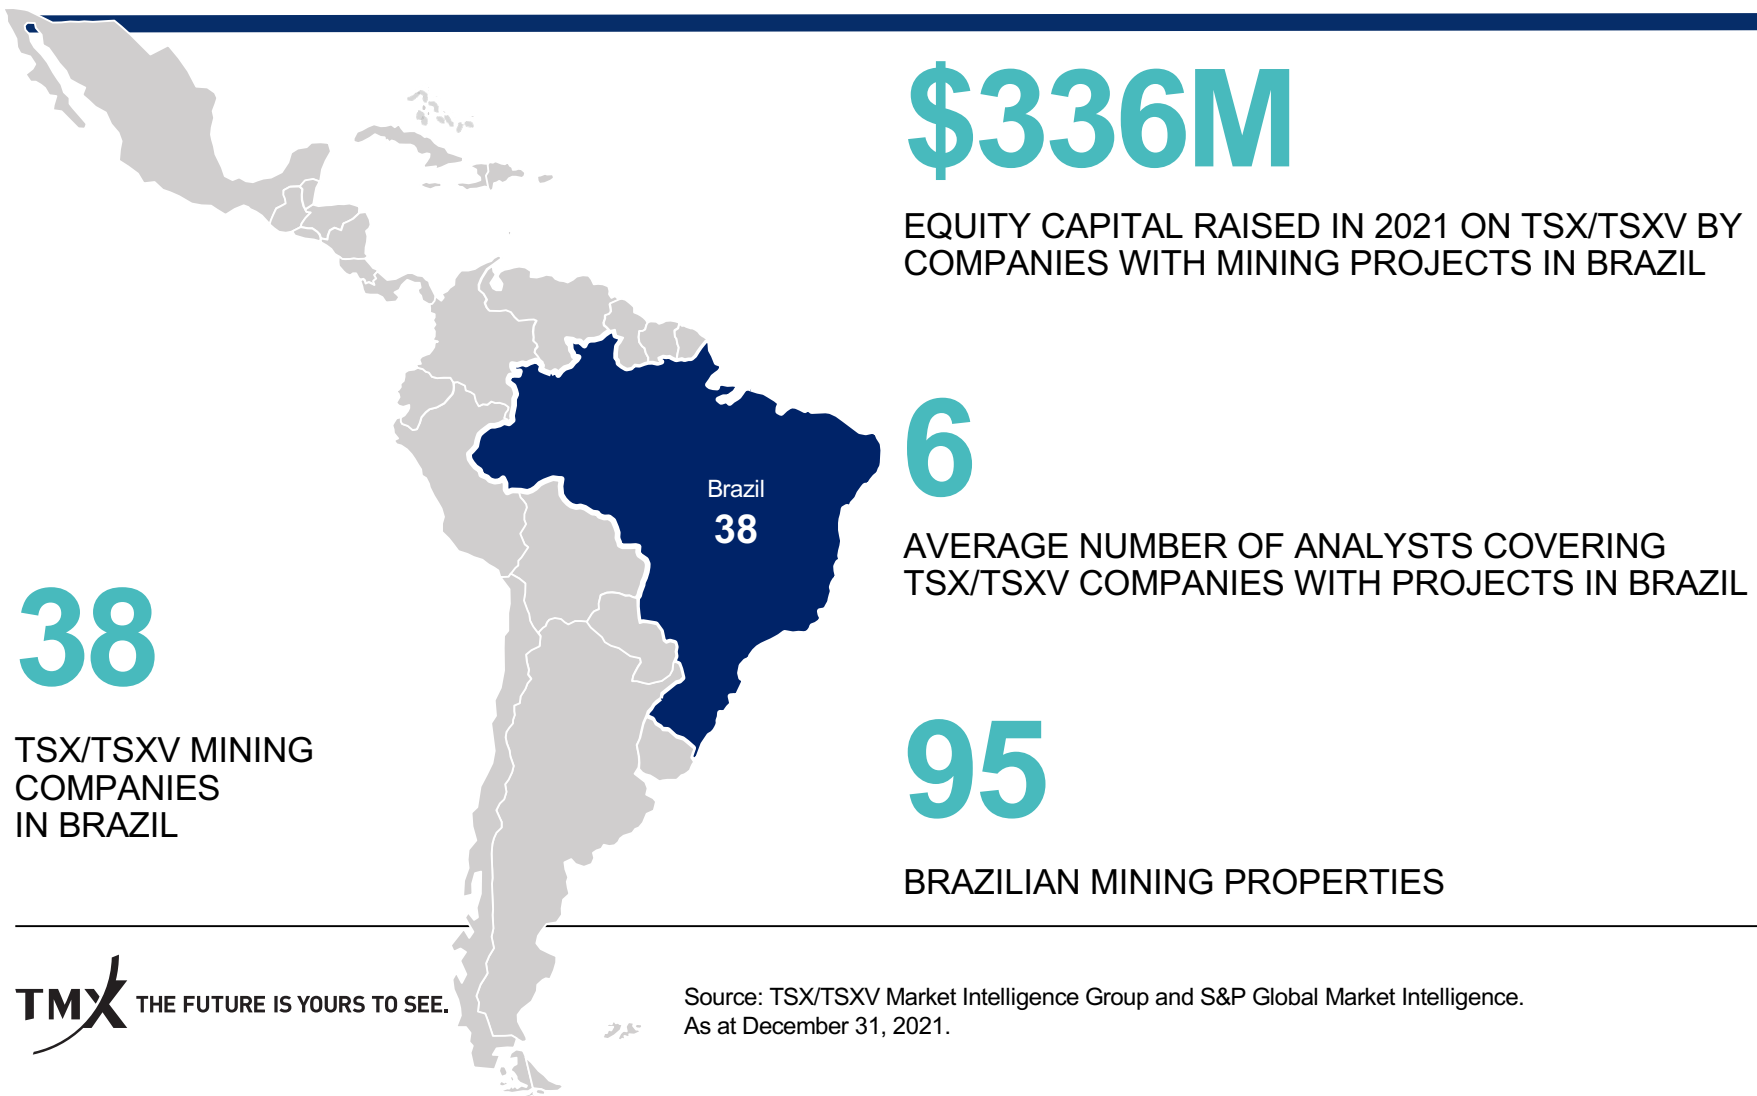 $336M
EQUITY CAPITAL RAISED IN 2021 ON TSX/TSXV BY
COMPANIES WITH MINING PROJECTS IN BRAZIL
6
AVERAGE NUMBER OF ANALYSTS COVERING
TSX/TSXV COMPANIES WITH PROJECTS IN BRAZIL
Brazil
38
38
TSX/TSXV MINING
COMPANIES
IN BRAZIL
95
BRAZILIAN MINING PROPERTIES
TMX THE FUTURE IS YOURS TO SEE.
Source: TSX/TSXV Market Intelligence Group and S&P Global Market Intelligence.
As at December 31, 2021.